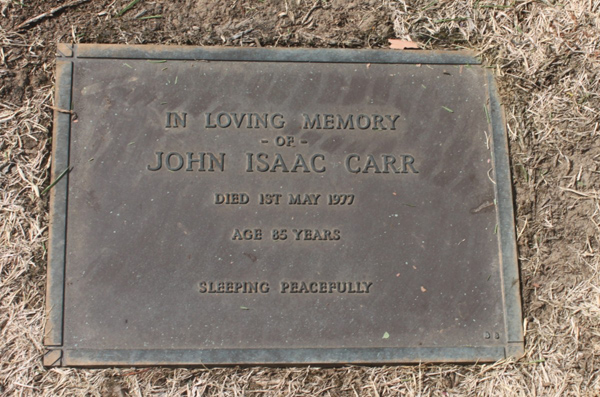 IN LOVING MEMORY
- OF -
JOHN ISAAC CARR
DIED 1ST MAY 1977
AGE 85 YEARS
SLEEPING PEACEFULLY